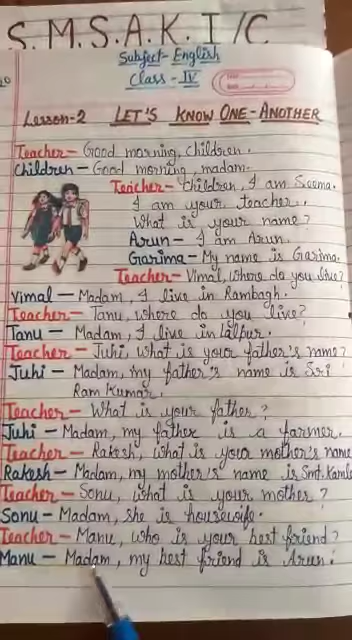 S.M.S.A.K.I/C
Subject- English
Class - IV
Lesson-2 LET'S KNOW ONE-ANOTHER
Teacher- Good morning, children.
Children- Good morning, madam.
Teacher- Children, I am Seema.
I am your teacher.
What is your name?
Arun- I am Arun.
Garima- My name is Garima.
Teacher- Vimal, where do you live?
Vimal- Madam, I live in Rambagh.
Teacher- Tanu, where do you live?
Tanu - Madam, I live in Lalpur.
Teacher- Juhi, what is your father's name?
Juhi - Madam, my father's name is Sri
Ram Kumar.
Teacher- What is your father?
Juhi - Madam, my father is a farmer.
Teacher- Rakesh, what is your mother's name
Rakesh- Madam, my mother's name is Smt. Kamla
Teacher- Sonu, what is your mother?
Sonu- Madam, she is housewife.
Teacher- Manu, who is your best friend?
Manu - Madam, my best friend is Arun.